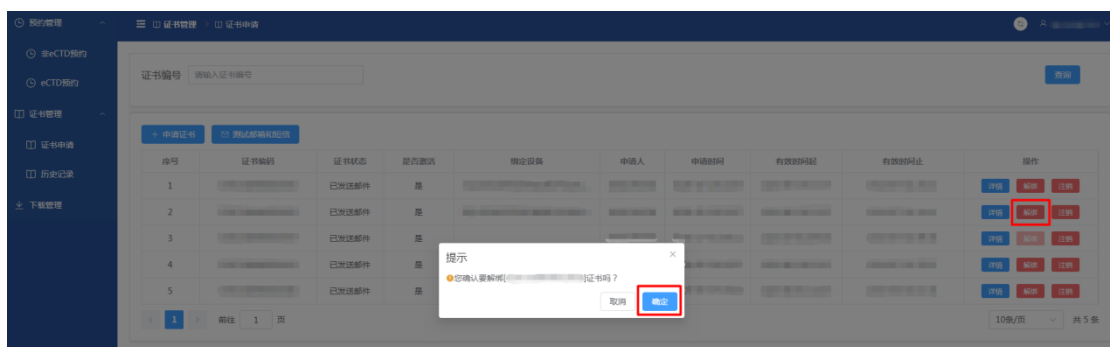 预约管理
证书管理 证书申请
非eCTD预约
eCTD预约
证书编号 请输入证书编号 查询
证书管理
+ 申请证书 测试邮箱和短信
证书申请
序号 证书编码 证书状态 是否激活 绑定设备 申请人 申请时间 有效时间起 有效时间止 操作
历史记录
1 已发送邮件 是 详情 解绑 注销
下载管理
2 已发送邮件 是 详情 解绑 注销
3 已发送邮件 是 详情 解绑 注销
提示
4 已发送邮件 是 详情 解绑 注销
您确认要解绑[ ]证书吗？
5 已发送邮件 是 详情 解绑 注销
取消 确定
1 前往 1 页 10条/页 共 5 条